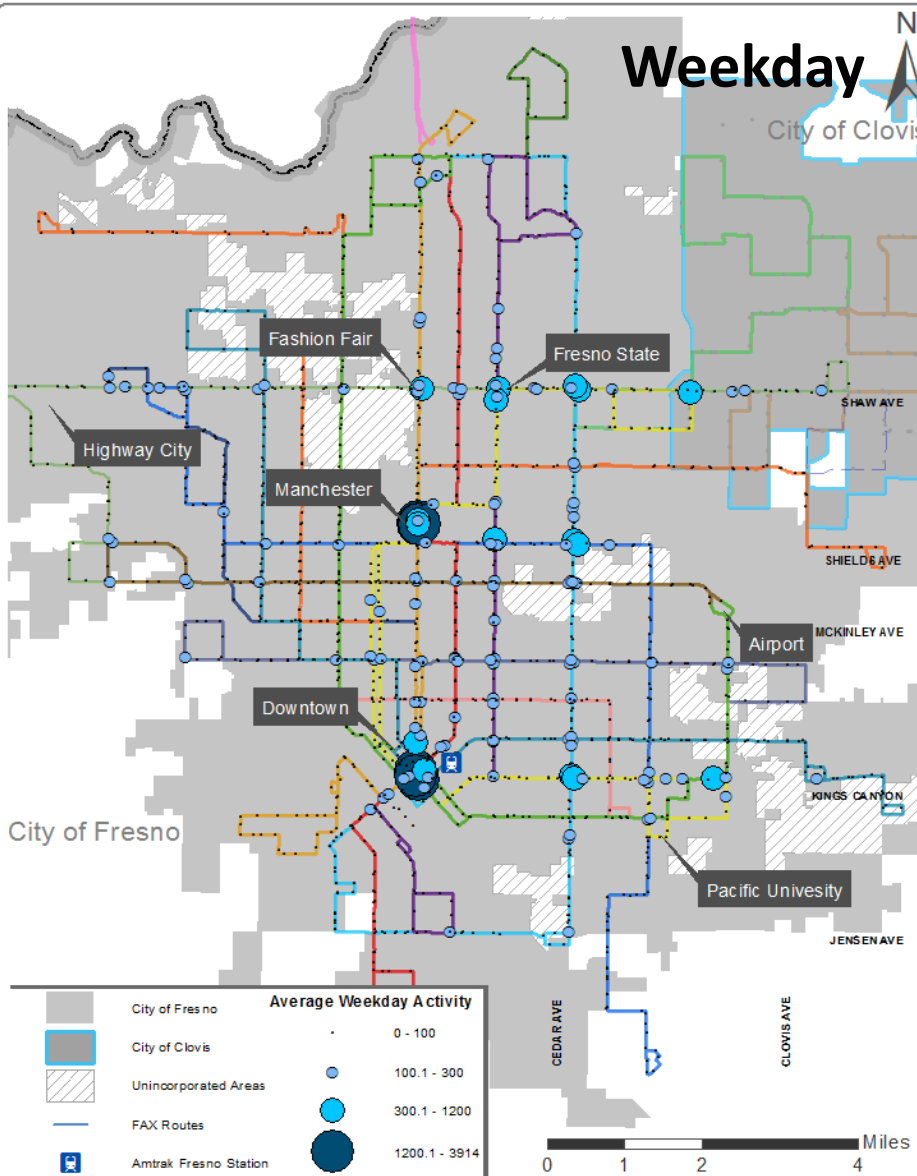 Weekday
N
City of Clovis
Fashion Fair
Fresno State
SHAW AVE
Highway City
Manchester
SHIELDS AVE
MCKINLEY AVE
Airport
Downtown
KINGS CANYON
City of Fresno
Pacific Univesity
JENSEN AVE
CEDAR AVE
CLOVIS AVE
Average Weekday Activity
City of Fresno
0 - 100
City of Clovis
100.1 - 300
Unincorporated Areas
300.1 - 1200
FAX Routes
1200.1 - 3914
Amtrak Fresno Station
Miles
0 1 2 4